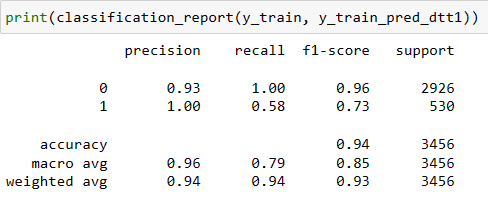 print(classification_report(y_train, y_train_pred_dtt1))
precision recall f1-score support
0 0.93 1.00 0.96 2926
1 1.00 0.58 0.73 530
accuracy 0.94 3456
macro avg 0.96 0.79 0.85 3456
weighted avg 0.94 0.94 0.93 3456